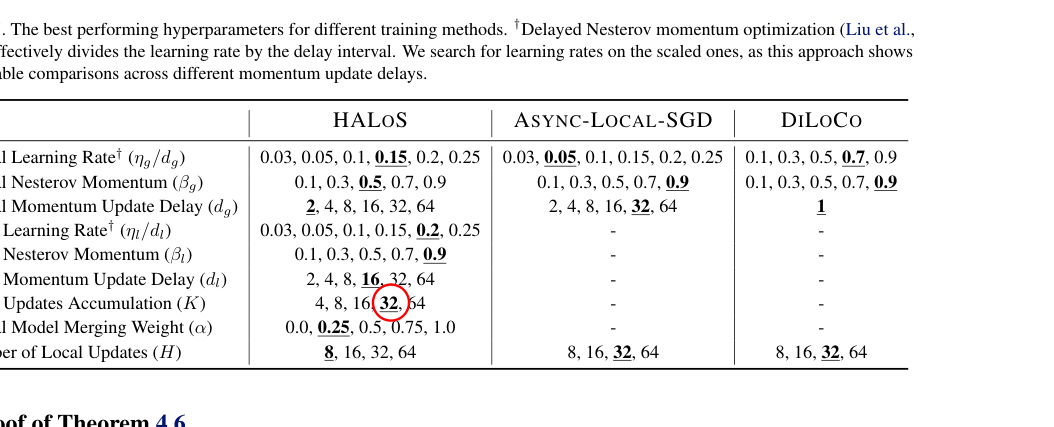 . The best performing hyperparameters for different training methods. †Delayed Nesterov momentum optimization (Liu et al.,
ffectively divides the learning rate by the delay interval. We search for learning rates on the scaled ones, as this approach shows
able comparisons across different momentum update delays.
HALOS ASYNC-LOCAL-SGD DILOCO
l Learning Rate† (ηg/dg) 0.03, 0.05, 0.1, 0.15, 0.2, 0.25 0.03, 0.05, 0.1, 0.15, 0.2, 0.25 0.1, 0.3, 0.5, 0.7, 0.9
l Nesterov Momentum (βg) 0.1, 0.3, 0.5, 0.7, 0.9 0.1, 0.3, 0.5, 0.7, 0.9 0.1, 0.3, 0.5, 0.7, 0.9
l Momentum Update Delay (dg) 2, 4, 8, 16, 32, 64 2, 4, 8, 16, 32, 64 1
Learning Rate† (ηl/dl) 0.03, 0.05, 0.1, 0.15, 0.2, 0.25 - -
Nesterov Momentum (βl) 0.1, 0.3, 0.5, 0.7, 0.9 - -
Momentum Update Delay (dl) 2, 4, 8, 16, 32, 64 - -
Updates Accumulation (K) 4, 8, 16, 32, 64 - -
l Model Merging Weight (α) 0.0, 0.25, 0.5, 0.75, 1.0 - -
er of Local Updates (H) 8, 16, 32, 64 8, 16, 32, 64 8, 16, 32, 64
oof of Theorem 4.6